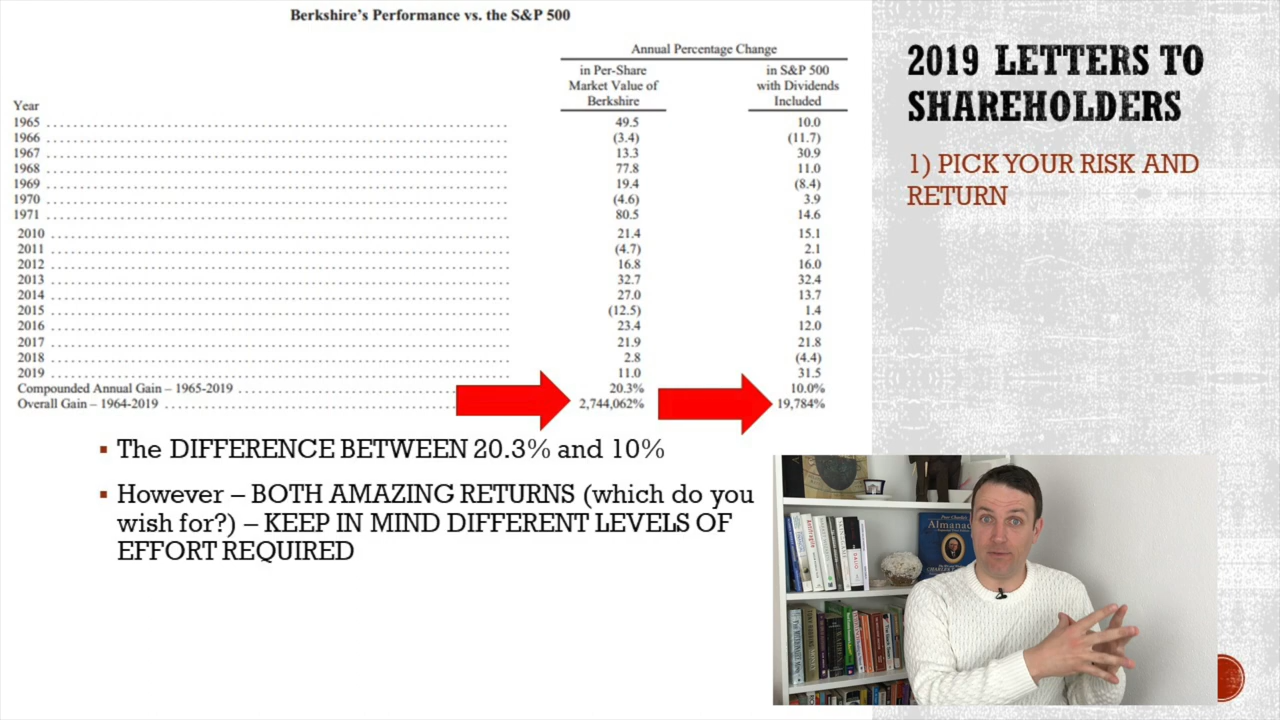 Berkshire's Performance vs. the S&P 500
Annual Percentage Change
in Per-Share
Market Value of
Berkshire
in S&P 500
with Dividends
Included
Year
1965 49.5 10.0
1966 (3.4) (11.7)
1967 13.3 30.9
1968 77.8 11.0
1969 19.4 (8.4)
1970 (4.6) 3.9
1971 80.5 14.6
2010 21.4 15.1
2011 (4.7) 2.1
2012 16.8 16.0
2013 32.7 32.4
2014 27.0 13.7
2015 (12.5) 1.4
2016 23.4 12.0
2017 21.9 21.8
2018 2.8 (4.4)
2019 11.0 31.5
Compounded Annual Gain – 1965-2019 20.3% 10.0%
Overall Gain – 1964-2019 2,744,062% 19,784%
▪ The DIFFERENCE BETWEEN 20.3% and 10%
▪ However – BOTH AMAZING RETURNS (which do you
wish for?) – KEEP IN MIND DIFFERENT LEVELS OF
EFFORT REQUIRED
2019 LETTERS TO
SHAREHOLDERS
1) PICK YOUR RISK AND
RETURN
Almanac